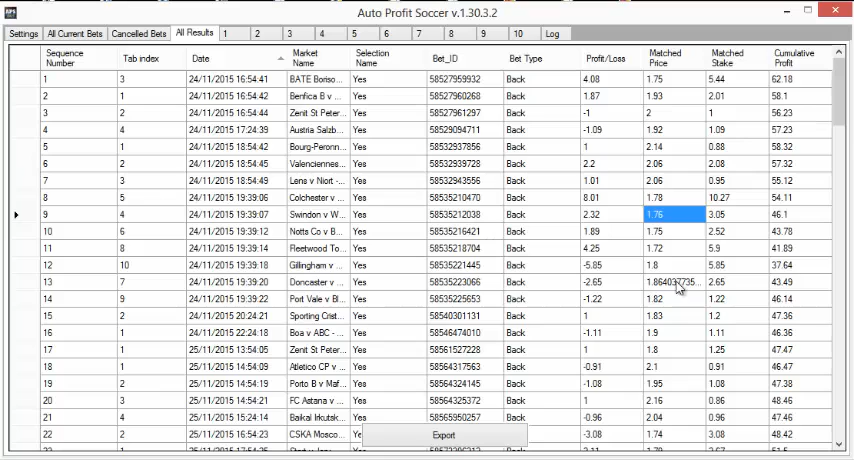 Auto Profit Soccer v.1.30.3.2
Settings All Current Bets Cancelled Bets All Results 1 2 3 4 5 6 7 8 9 10 Log
Sequence Number Tab index Date Market Name Selection Name Bet_ID Bet Type Profit/Loss Matched Price Matched Stake Cumulative Profit
1 3 24/11/2015 16:54:41 BATE Boriso... Yes 58527959932 Back 4.08 1.75 5.44 62.18
2 1 24/11/2015 16:54:42 Benfica B v ... Yes 58527960268 Back 1.87 1.93 2.01 58.1
3 2 24/11/2015 16:54:44 Zenit St Peter... Yes 58527961297 Back -1 2 1 56.23
4 4 24/11/2015 17:24:39 Austria Salzb... Yes 58529094711 Back -1.09 1.92 1.09 57.23
5 1 24/11/2015 18:54:42 Bourg-Peronn... Yes 58532937856 Back 1 2.14 0.88 58.32
6 2 24/11/2015 18:54:45 Valenciennes... Yes 58532939728 Back 2.2 2.06 2.08 57.32
7 3 24/11/2015 18:54:49 Lens v Niort -... Yes 58532943556 Back 1.01 2.06 0.95 55.12
8 5 24/11/2015 19:39:06 Colchester v ... Yes 58535210470 Back 8.01 1.78 10.27 54.11
9 4 24/11/2015 19:39:07 Swindon v W... Yes 58535212038 Back 2.32 1.76 3.05 46.1
10 6 24/11/2015 19:39:12 Notts Co v B... Yes 58535216421 Back 1.89 1.75 2.52 43.78
11 8 24/11/2015 19:39:14 Fleetwood To... Yes 58535218704 Back 4.25 1.72 5.9 41.89
12 10 24/11/2015 19:39:18 Gillingham v ... Yes 58535221445 Back -5.85 1.8 5.85 37.64
13 7 24/11/2015 19:39:20 Doncaster v ... Yes 58535223066 Back -2.65 1.864037735... 2.65 43.49
14 9 24/11/2015 19:39:22 Port Vale v Bl... Yes 58535225653 Back -1.22 1.82 1.22 46.14
15 2 24/11/2015 20:24:21 Sporting Crist... Yes 58540301131 Back 1 1.83 1.2 47.36
16 1 24/11/2015 22:24:18 Boa v ABC - ... Yes 58546474010 Back -1.11 1.9 1.11 46.36
17 1 25/11/2015 13:54:05 Zenit St Peter... Yes 58561527228 Back 1 1.8 1.25 47.47
18 1 25/11/2015 14:54:09 Atletico CP v ... Yes 58564317563 Back -0.91 2.1 0.91 46.47
19 2 25/11/2015 14:54:19 Porto B v Maf... Yes 58564324145 Back -1.08 1.95 1.08 47.38
20 3 25/11/2015 14:54:21 FC Astana v ... Yes 58564325372 Back 1 2.16 0.86 48.46
21 4 25/11/2015 15:24:14 Baikal Irkutsk... Yes 58565950257 Back -0.96 2.04 0.96 47.46
22 2 25/11/2015 16:54:23 CSKA Mosco... Export -3.08 1.74 3.08 48.42